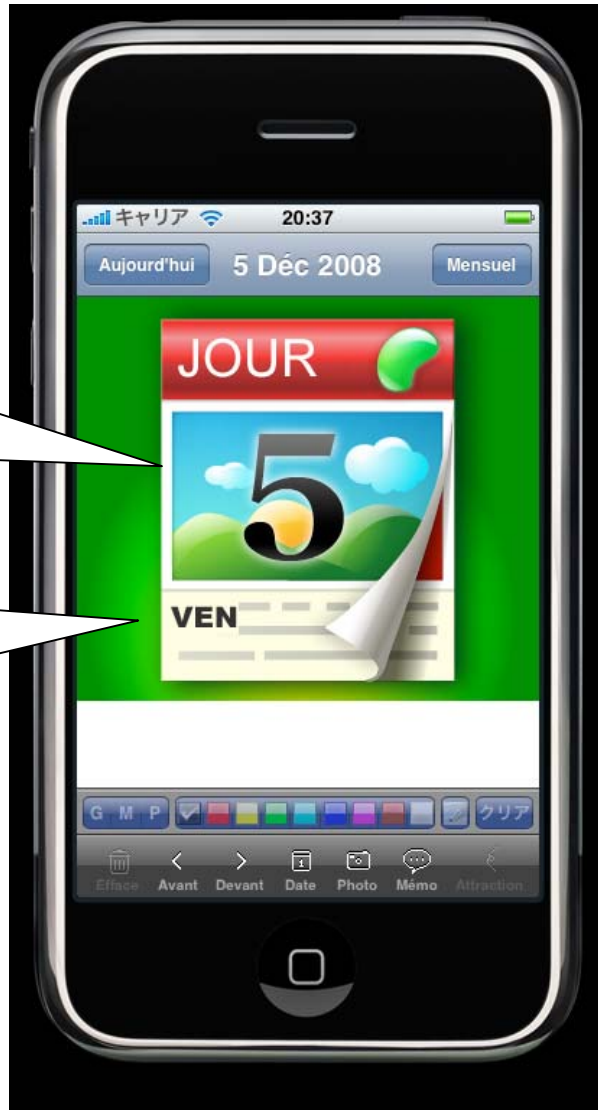 キャリア 20:37
Aujourd'hui 5 Déc 2008 Mensuel
JOUR
5
VEN
G M P クリア
1
Efface Avant Devant Date Photo Mémo Attraction